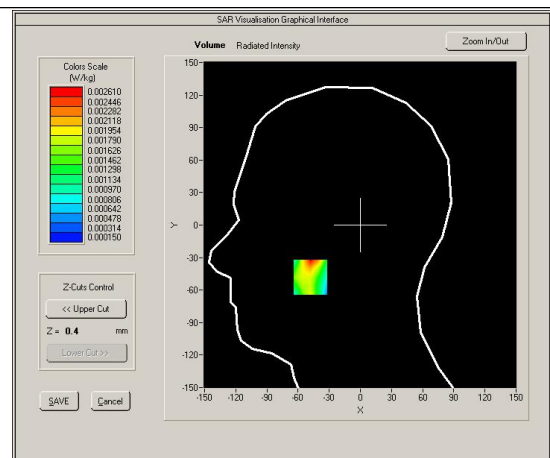 SAR Visualisation Graphical Interface
Volume Radiated Intensity
Zoom In/Out
Colors Scale
(W/kg)
0.002610
0.002446
0.002282
0.002118
0.001954
0.001790
0.001626
0.001462
0.001298
0.001134
0.000970
0.000806
0.000642
0.000478
0.000314
0.000150
Z-Cuts Control
<< Upper Cut
Z = 0.4 mm
Lower Cut >>
SAVE Cancel
150
120
90
60
30
0
-30
-60
-90
-120
-150
Y
-150 -120 -90 -60 -30 0 30 60 90 120 150
X